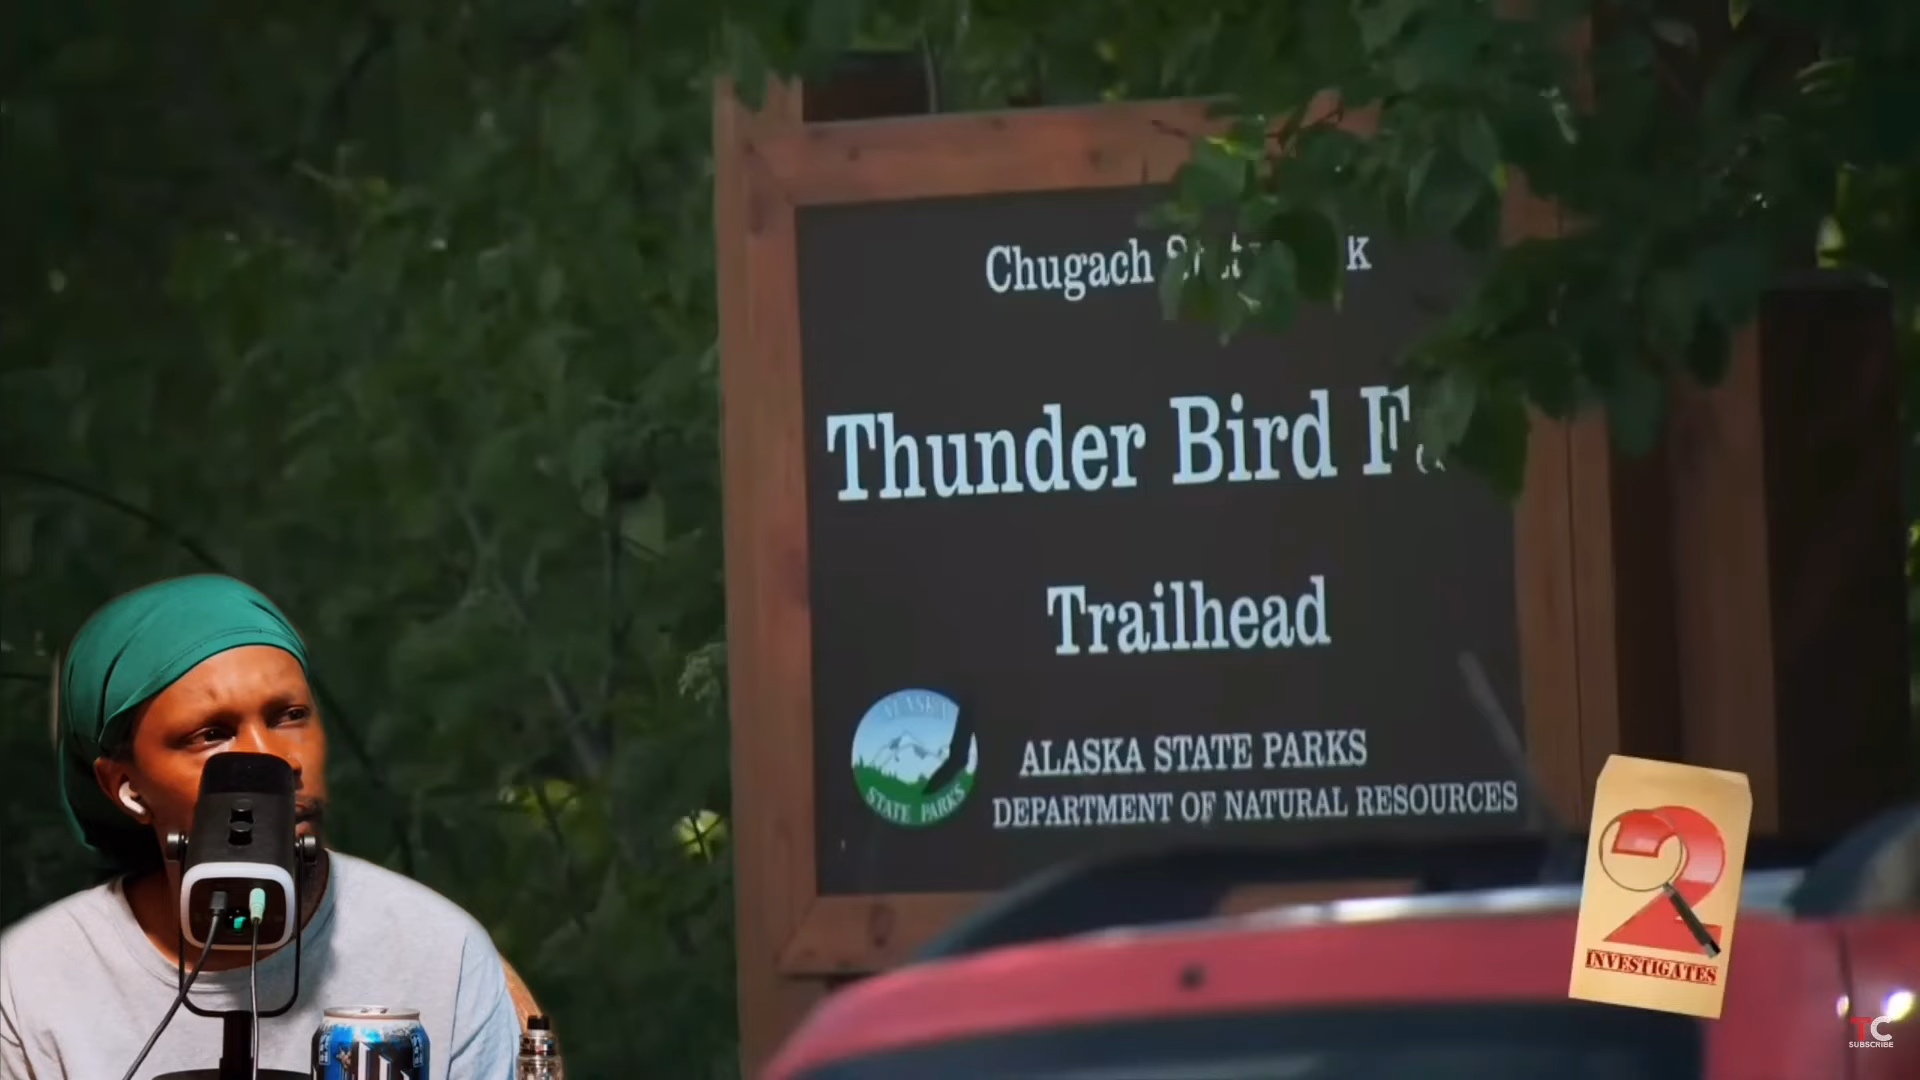 Chugach
Thunder Bird
Trailhead
ALASKA
STATE PARKS
ALASKA STATE PARKS
DEPARTMENT OF NATURAL RESOURCES
2
INVESTIGATES
TC
SUBSCRIBE